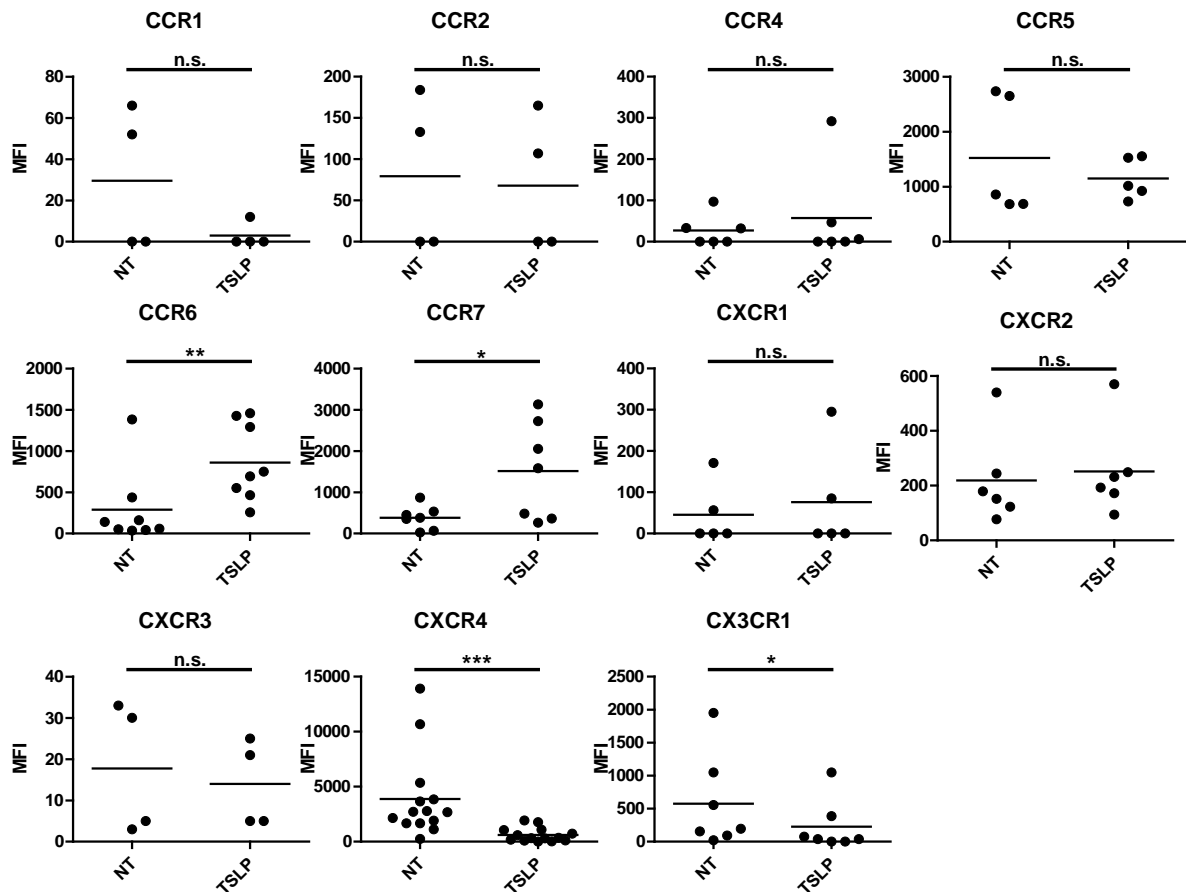 CCR1
n.s.
80
60
40
20
0
MFI
NT
TSLP
CCR2
n.s.
200
150
100
50
0
MFI
NT
TSLP
CCR4
n.s.
400
300
200
100
0
MFI
NT
TSLP
CCR5
n.s.
3000
2000
1000
0
MFI
NT
TSLP
CCR6
**
2000
1500
1000
500
0
MFI
NT
TSLP
CCR7
*
4000
3000
2000
1000
0
MFI
NT
TSLP
CXCR1
n.s.
400
300
200
100
0
MFI
NT
TSLP
CXCR2
n.s.
600
400
200
0
MFI
NT
TSLP
CXCR3
n.s.
40
30
20
10
0
MFI
NT
TSLP
CXCR4
***
15000
10000
5000
0
MFI
NT
TSLP
CX3CR1
*
2500
2000
1500
1000
500
0
MFI
NT
TSLP